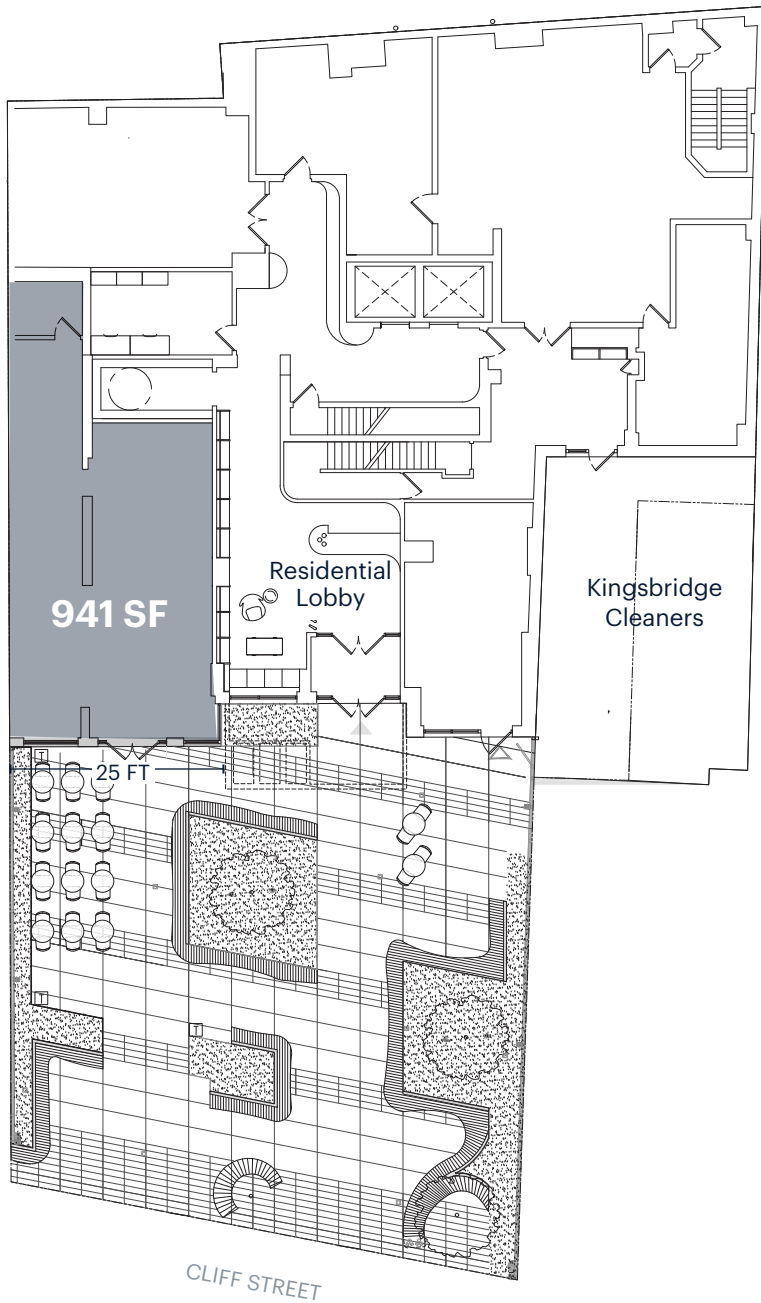 Residential
Lobby
Kingsbridge
Cleaners
941 SF
25 FT
T
T
T
CLIFF STREET